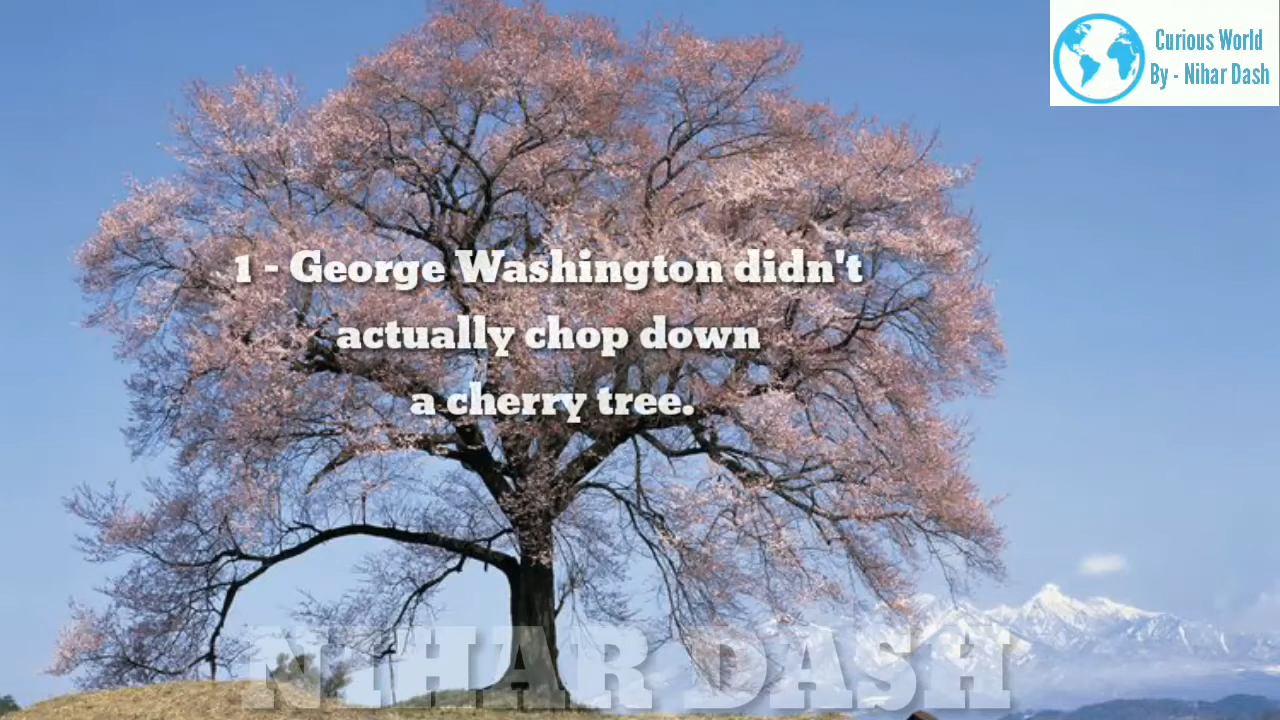 Curious World
By - Nihar Dash
1 - George Washington didn't
actually chop down
a cherry tree.
NIHAR DASH